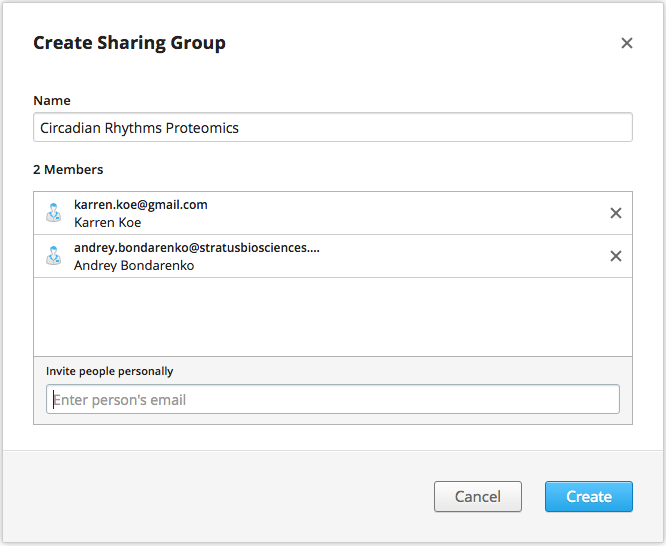 Create Sharing Group
Name
Circadian Rhythms Proteomics
2 Members
karren.koe@gmail.com
Karren Koe
andrey.bondarenko@stratusbiosciences....
Andrey Bondarenko
Invite people personally
Enter person's email
Cancel
Create